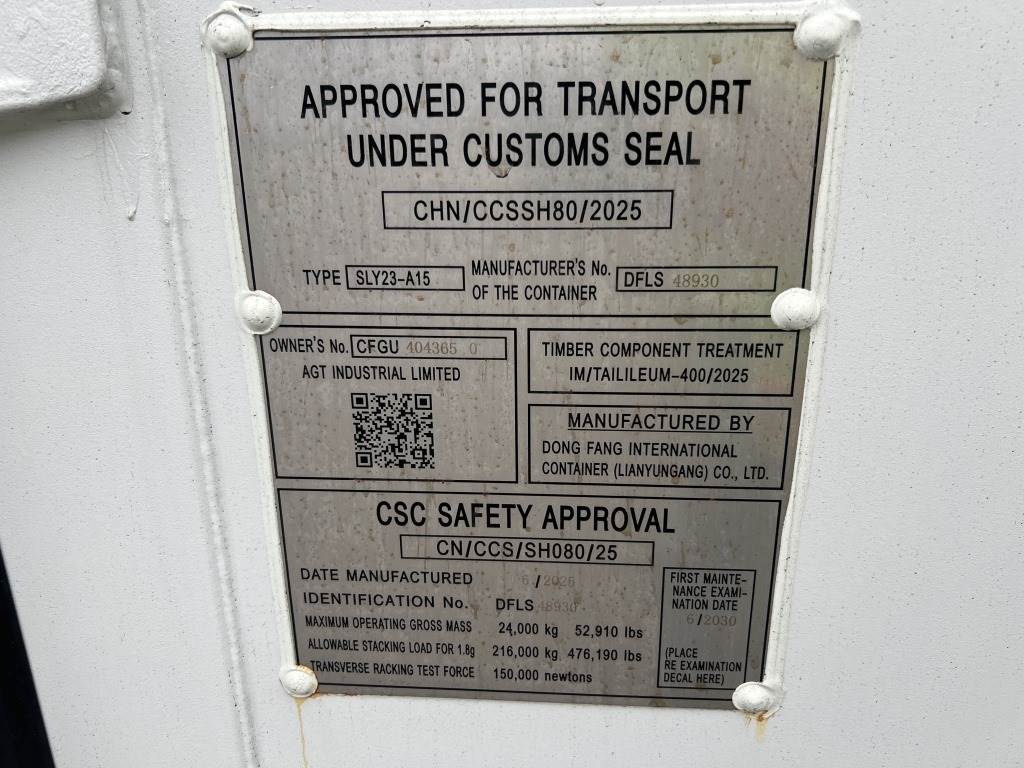 APPROVED FOR TRANSPORT
UNDER CUSTOMS SEAL
CHN/CCSSH80/2025
TYPE SLY23-A15
MANUFACTURER'S No.
OF THE CONTAINER
DFLS 48930
OWNER'S No. CFGU 404365 0
AGT INDUSTRIAL LIMITED
TIMBER COMPONENT TREATMENT
IM/TAILILEUM-400/2025
MANUFACTURED BY
DONG FANG INTERNATIONAL
CONTAINER (LIANYUNGANG) CO., LTD.
CSC SAFETY APPROVAL
CN/CCS/SH080/25
DATE MANUFACTURED 6/2025
IDENTIFICATION No. DFLS 48930
MAXIMUM OPERATING GROSS MASS 24,000 kg 52,910 lbs
ALLOWABLE STACKING LOAD FOR 1.8g 216,000 kg 476,190 lbs
TRANSVERSE RACKING TEST FORCE 150,000 newtons
FIRST MAINTE-
NANCE EXAMI-
NATION DATE
6/2030
(PLACE
RE EXAMINATION
DECAL HERE)